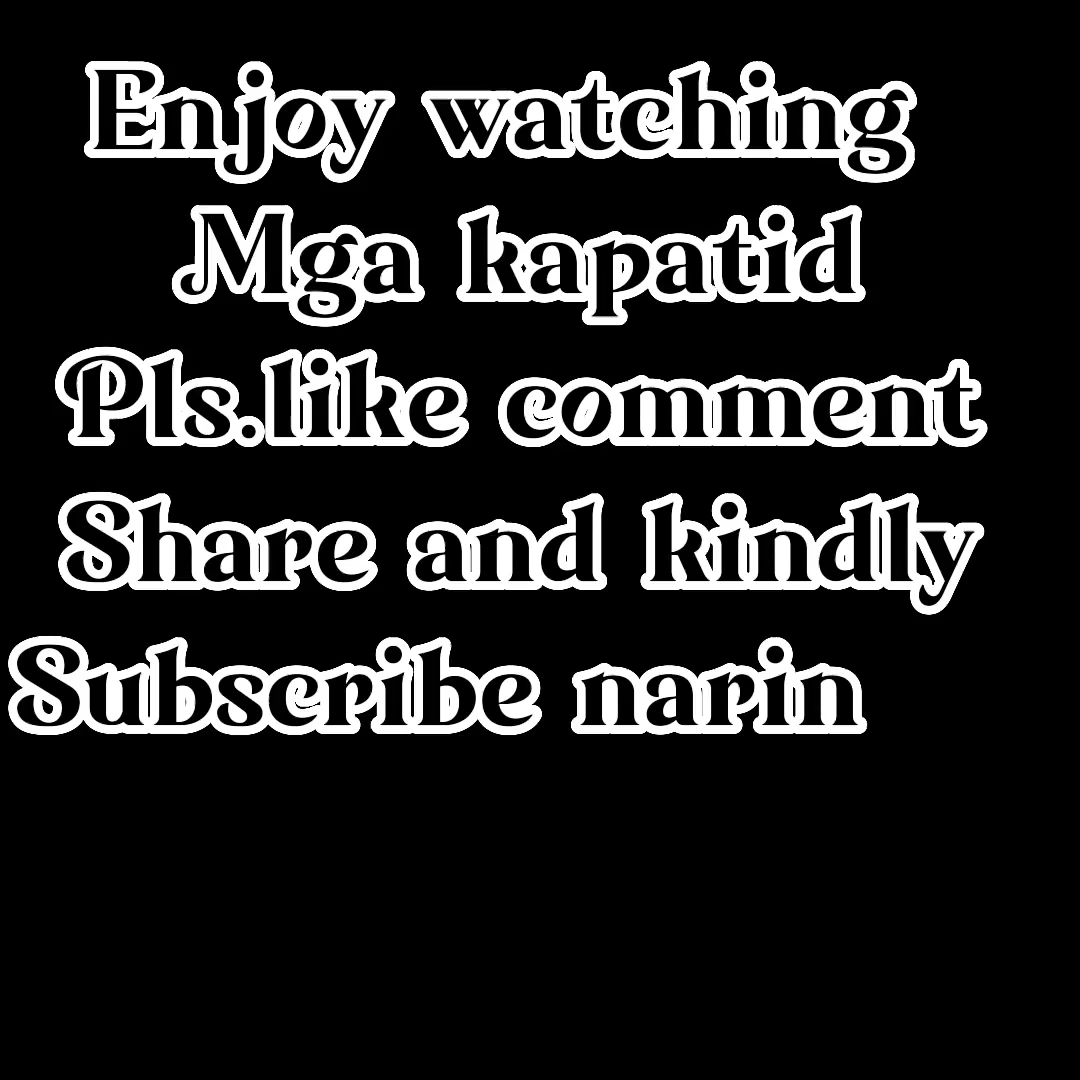 Enjoy watching
Mga kapatid
Pls.like comment
Share and kindly
Subscribe narin